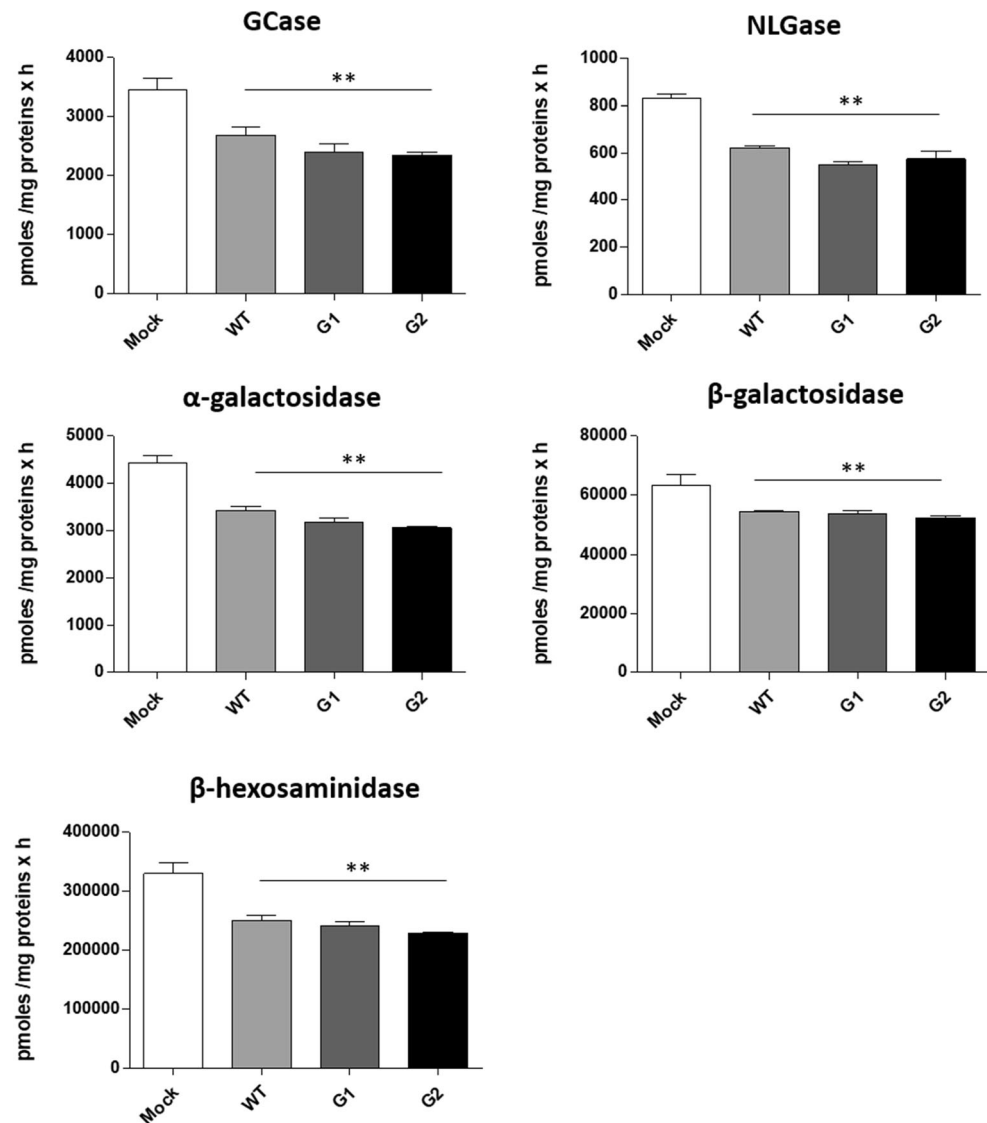 GCase
pmoles /mg proteins x h
4000
3000
2000
1000
0
**
Mock
WT
G1
G2
NLGase
pmoles /mg proteins x h
1000
800
600
400
200
0
**
Mock
WT
G1
G2
α-galactosidase
pmoles /mg proteins x h
5000
4000
3000
2000
1000
0
**
Mock
WT
G1
G2
β-galactosidase
pmoles /mg proteins x h
80000
60000
40000
20000
0
**
Mock
WT
G1
G2
β-hexosaminidase
pmoles /mg proteins x h
400000
300000
200000
100000
0
**
Mock
WT
G1
G2